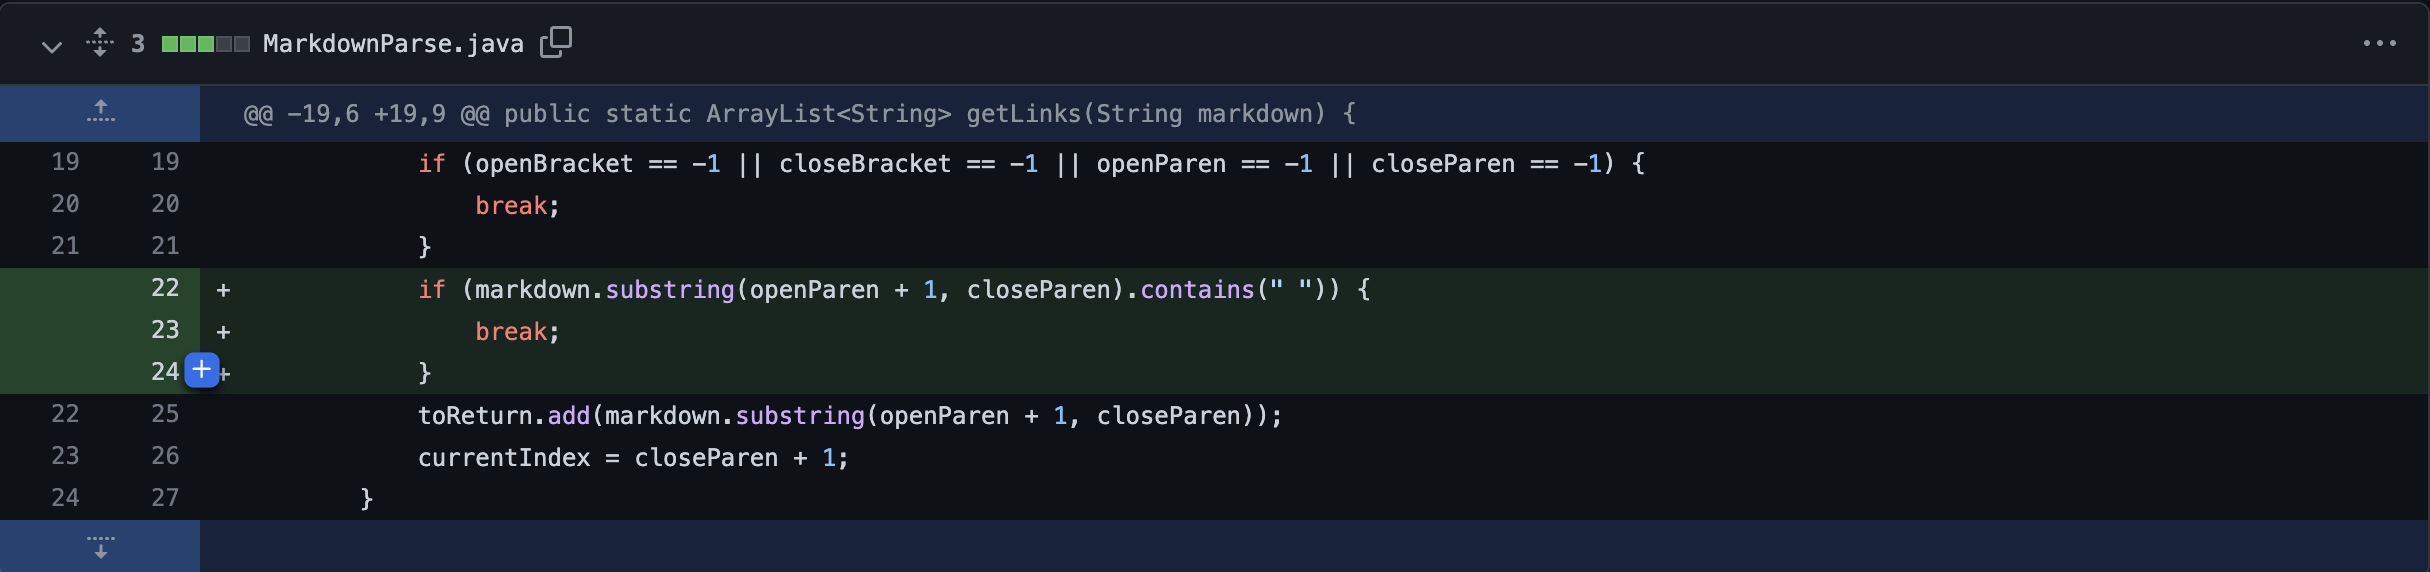 3 MarkdownParse.java
@@ -19,6 +19,9 @@ public static ArrayList<String> getLinks(String markdown) {
19 19 if (openBracket == -1 || closeBracket == -1 || openParen == -1 || closeParen == -1) {
20 20 break;
21 21 }
22 + if (markdown.substring(openParen + 1, closeParen).contains(" ")) {
23 + break;
24 + }
22 25 toReturn.add(markdown.substring(openParen + 1, closeParen));
23 26 currentIndex = closeParen + 1;
24 27 }